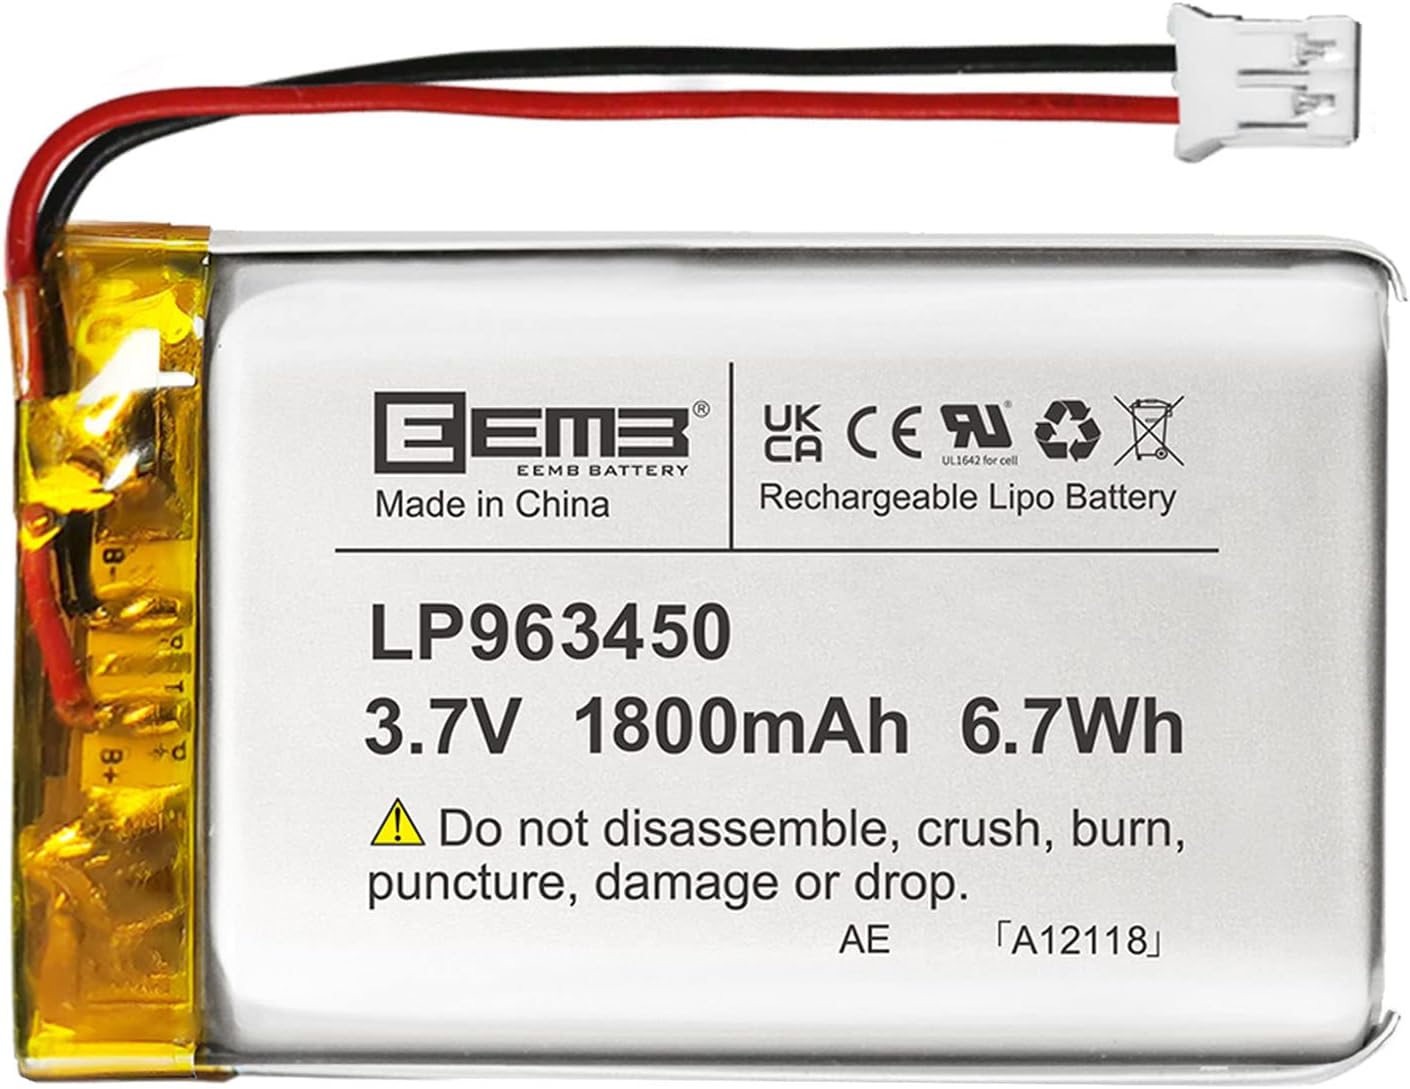 EEMB®
EEMB BATTERY
Made in China
UK
CA
CE
RU®
UL1642 for cell
Rechargeable Lipo Battery
LP963450
3.7V 1800mAh 6.7Wh
Do not disassemble, crush, burn,
puncture, damage or drop.
AE 「A12118」
B-
P-
P+
B+